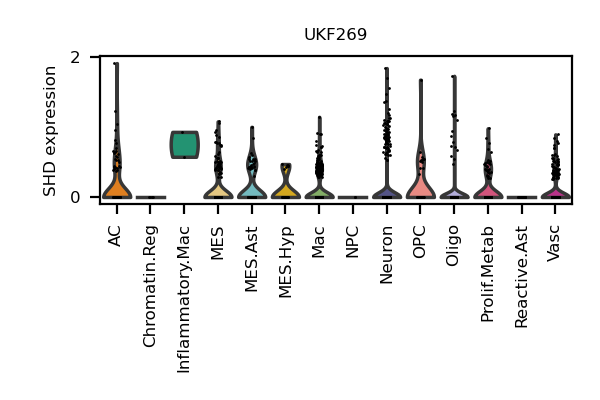 UKF269
SHD expression
2
0
AC
Chromatin.Reg
Inflammatory.Mac
MES
MES.Ast
MES.Hyp
Mac
NPC
Neuron
OPC
Oligo
Prolif.Metab
Reactive.Ast
Vasc